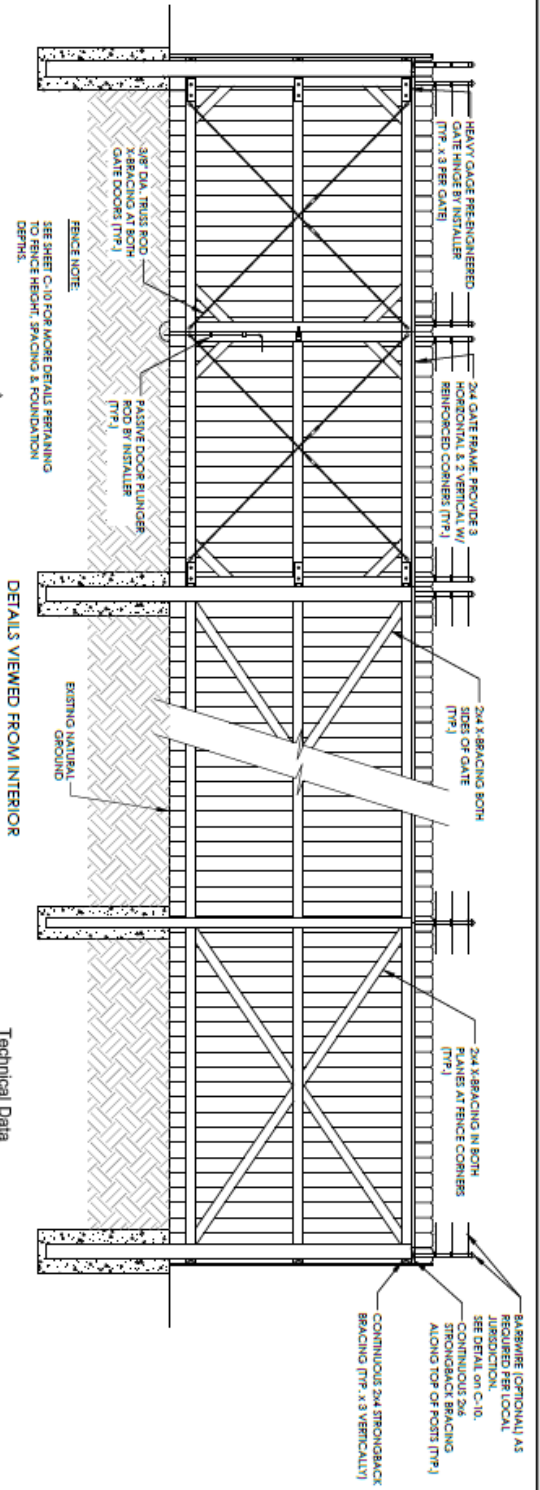 HEAVY GAGE PRE-ENGINEERED
GATE HINGE BY INSTALLER
(TYP. x 3 PER GATE)
2x4 GATE FRAME. PROVIDE 3
HORIZONTAL & 2 VERTICAL W/
REINFORCED CORNERS (TYP.)
2x4 X-BRACING BOTH
SIDES OF GATE
(TYP.)
2x4 X-BRACING IN BOTH
PLANES AT FENCE CORNERS
(TYP.)
BARBWIRE (OPTIONAL) AS
REQUIRED PER LOCAL
JURISDICTION.
SEE DETAIL on C-10.
CONTINUOUS 2x6
STRONGBACK BRACING
ALONG TOP OF POSTS (TYP.)
CONTINUOUS 2x4 STRONGBACK
BRACING (TYP. x 3 VERTICALLY)
3/8" DIA. TRUSS ROD
X-BRACING AT BOTH
GATE DOORS (TYP.)
PASSIVE DOOR PLUNGER
ROD BY INSTALLER
(TYP.)
EXISTING NATURAL
GROUND
FENCE NOTE:
SEE SHEET C-10 FOR MORE DETAILS PERTAINING
TO FENCE HEIGHT, SPACING & FOUNDATION
DEPTHS.
DETAILS VIEWED FROM INTERIOR
Technical Data